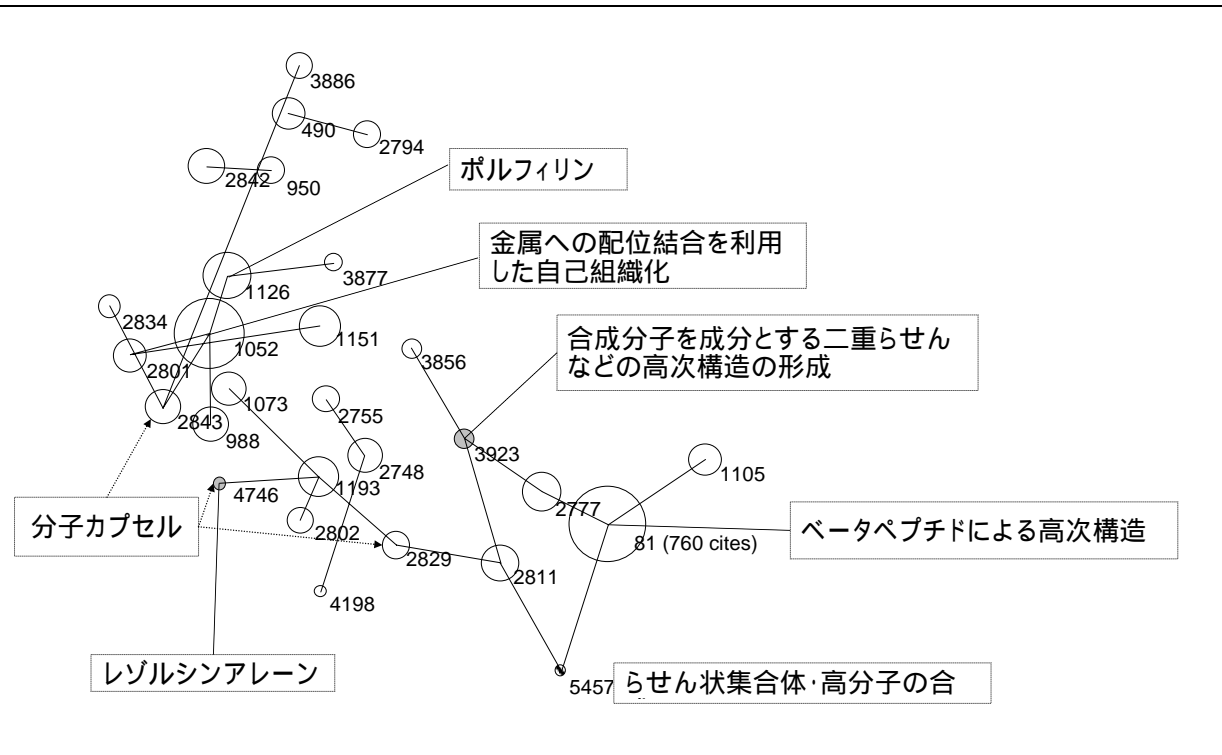 3886
490
2794
2842
950
ポルフィリン
金属への配位結合を利用
した自己組織化
3877
1126
2834
1052
1151
合成分子を成分とする二重らせん
などの高次構造の形成
3856
2801
1073
2843
988
2755
3923
2748
1105
4746
1193
2777
分子カプセル
2802
81 (760 cites)
ベータペプチドによる高次構造
2829
2811
4198
レゾルシンアレーン
5457
らせん状集合体・高分子の合